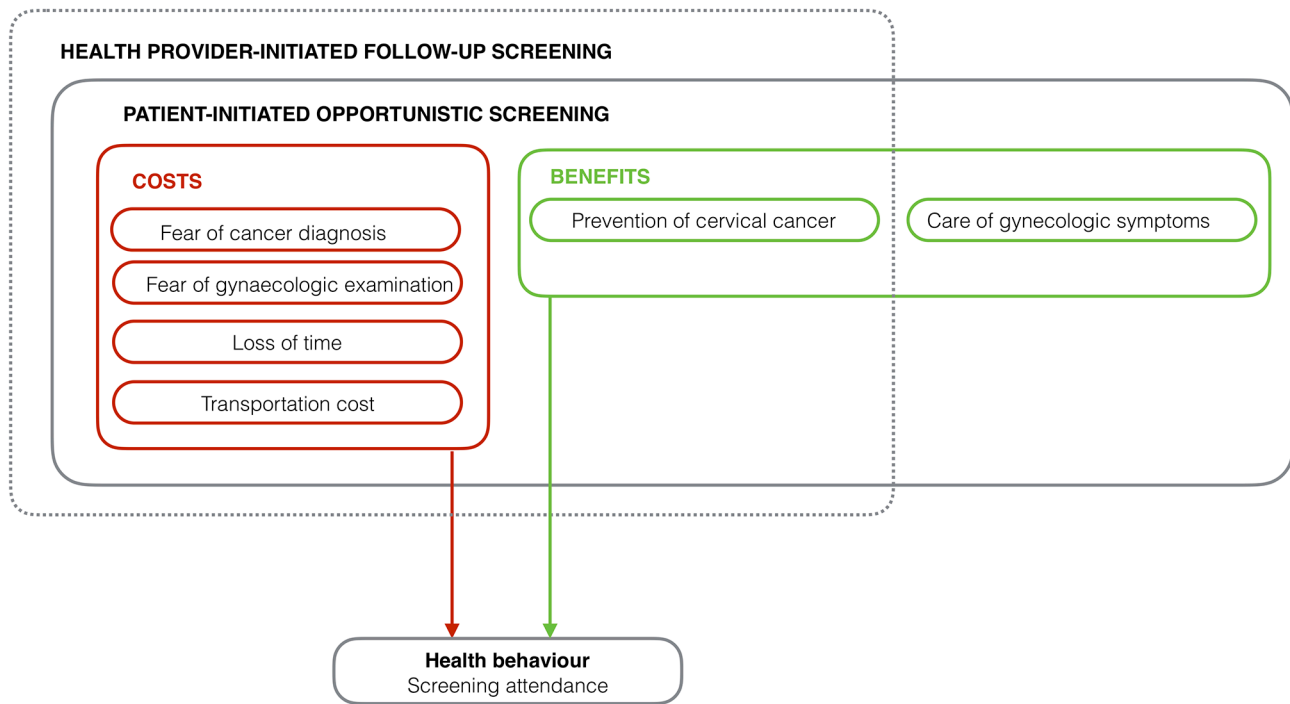 HEALTH PROVIDER-INITIATED FOLLOW-UP SCREENING
PATIENT-INITIATED OPPORTUNISTIC SCREENING
COSTS
Fear of cancer diagnosis
Fear of gynaecologic examination
Loss of time
Transportation cost
BENEFITS
Prevention of cervical cancer
Care of gynecologic symptoms
Health behaviour
Screening attendance